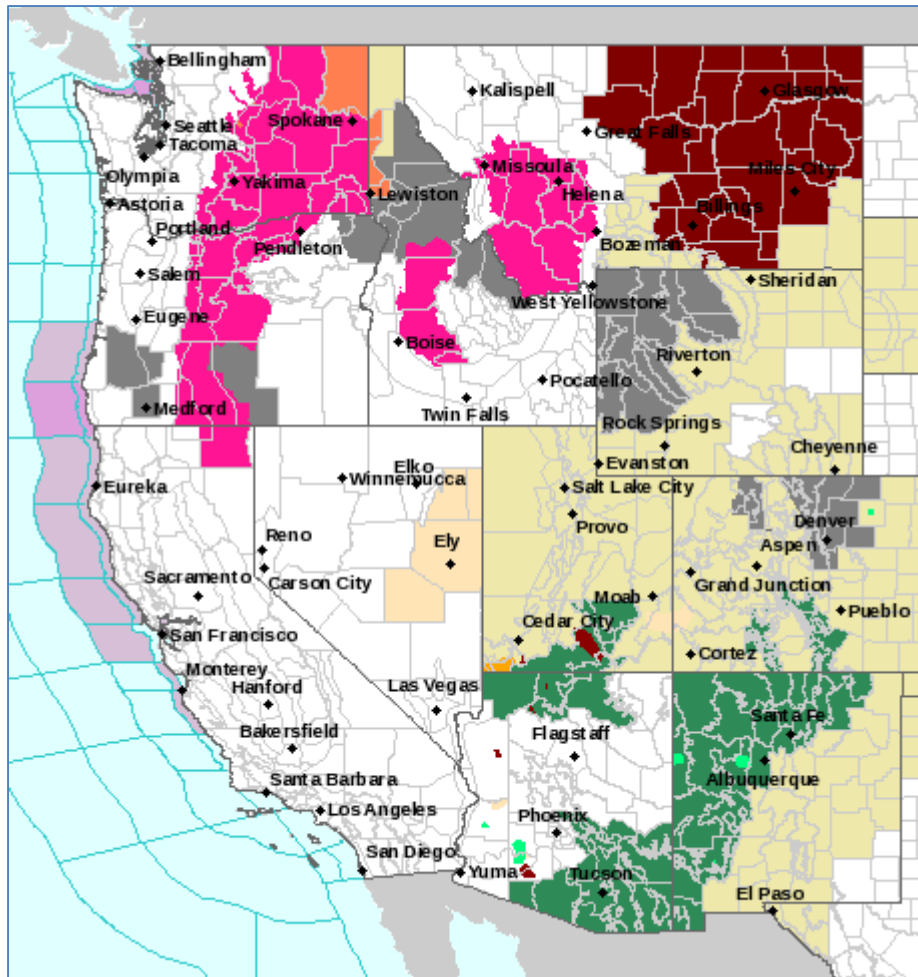 Bellingham
Kalispell
Glasgow
Spokane
Seattle
Great Falls
Tacoma
Missoula
Olympia
Yakima
Helena
Miles City
Lewiston
Astoria
Billings
Portland
Pendleton
Bozeman
Salem
Sheridan
West Yellowstone
Eugene
Boise
Riverton
Pocatello
Medford
Twin Falls
Rock Springs
Cheyenne
Elko
Evanston
Winnemucca
Eureka
Salt Lake City
Provo
Denver
Reno
Ely
Aspen
Carson City
Grand Junction
Sacramento
Moab
Pueblo
Cedar City
San Francisco
Cortez
Monterey
Hanford
Las Vegas
Santa Fe
Bakersfield
Flagstaff
Albuquerque
Santa Barbara
Los Angeles
Phoenix
San Diego
Yuma
Tucson
El Paso